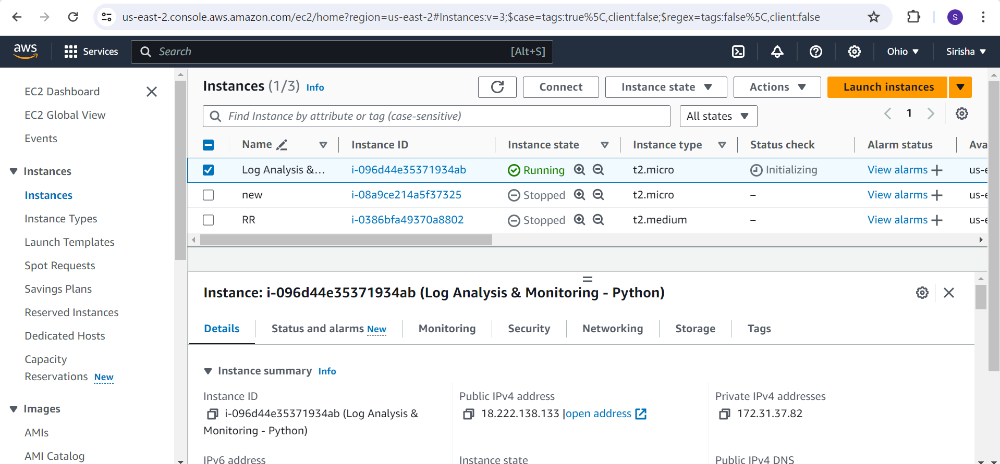 us-east-2.console.aws.amazon.com/ec2/home?region=us-east-2#Instances:v=3;$case=tags:true%5C,client:false;$regex=tags:false%5C,client:false
S
aws
Services
Search
[Alt+S]
Ohio
Sirisha
EC2 Dashboard
EC2 Global View
Events
Instances
Instances
Instance Types
Launch Templates
Spot Requests
Savings Plans
Reserved Instances
Dedicated Hosts
Capacity
Reservations New
Images
AMIs
AMI Catalog
Instances (1/3) Info
Connect
Instance state
Actions
Launch instances
Find Instance by attribute or tag (case-sensitive)
All states
1
Name Instance ID Instance state Instance type Status check Alarm status Ava
Log Analysis &... i-096d44e35371934ab Running t2.micro Initializing View alarms + us-e
new i-08a9ce214a5f37325 Stopped t2.micro – View alarms + us-e
RR i-0386bfa49370a8802 Stopped t2.medium – View alarms + us-e
Instance: i-096d44e35371934ab (Log Analysis & Monitoring - Python)
Details Status and alarms New Monitoring Security Networking Storage Tags
Instance summary Info
Instance ID
i-096d44e35371934ab (Log Analysis &
Monitoring - Python)
Public IPv4 address
18.222.138.133 |open address
Private IPv4 addresses
172.31.37.82
IPv6 address
Instance state
Public IPv4 DNS